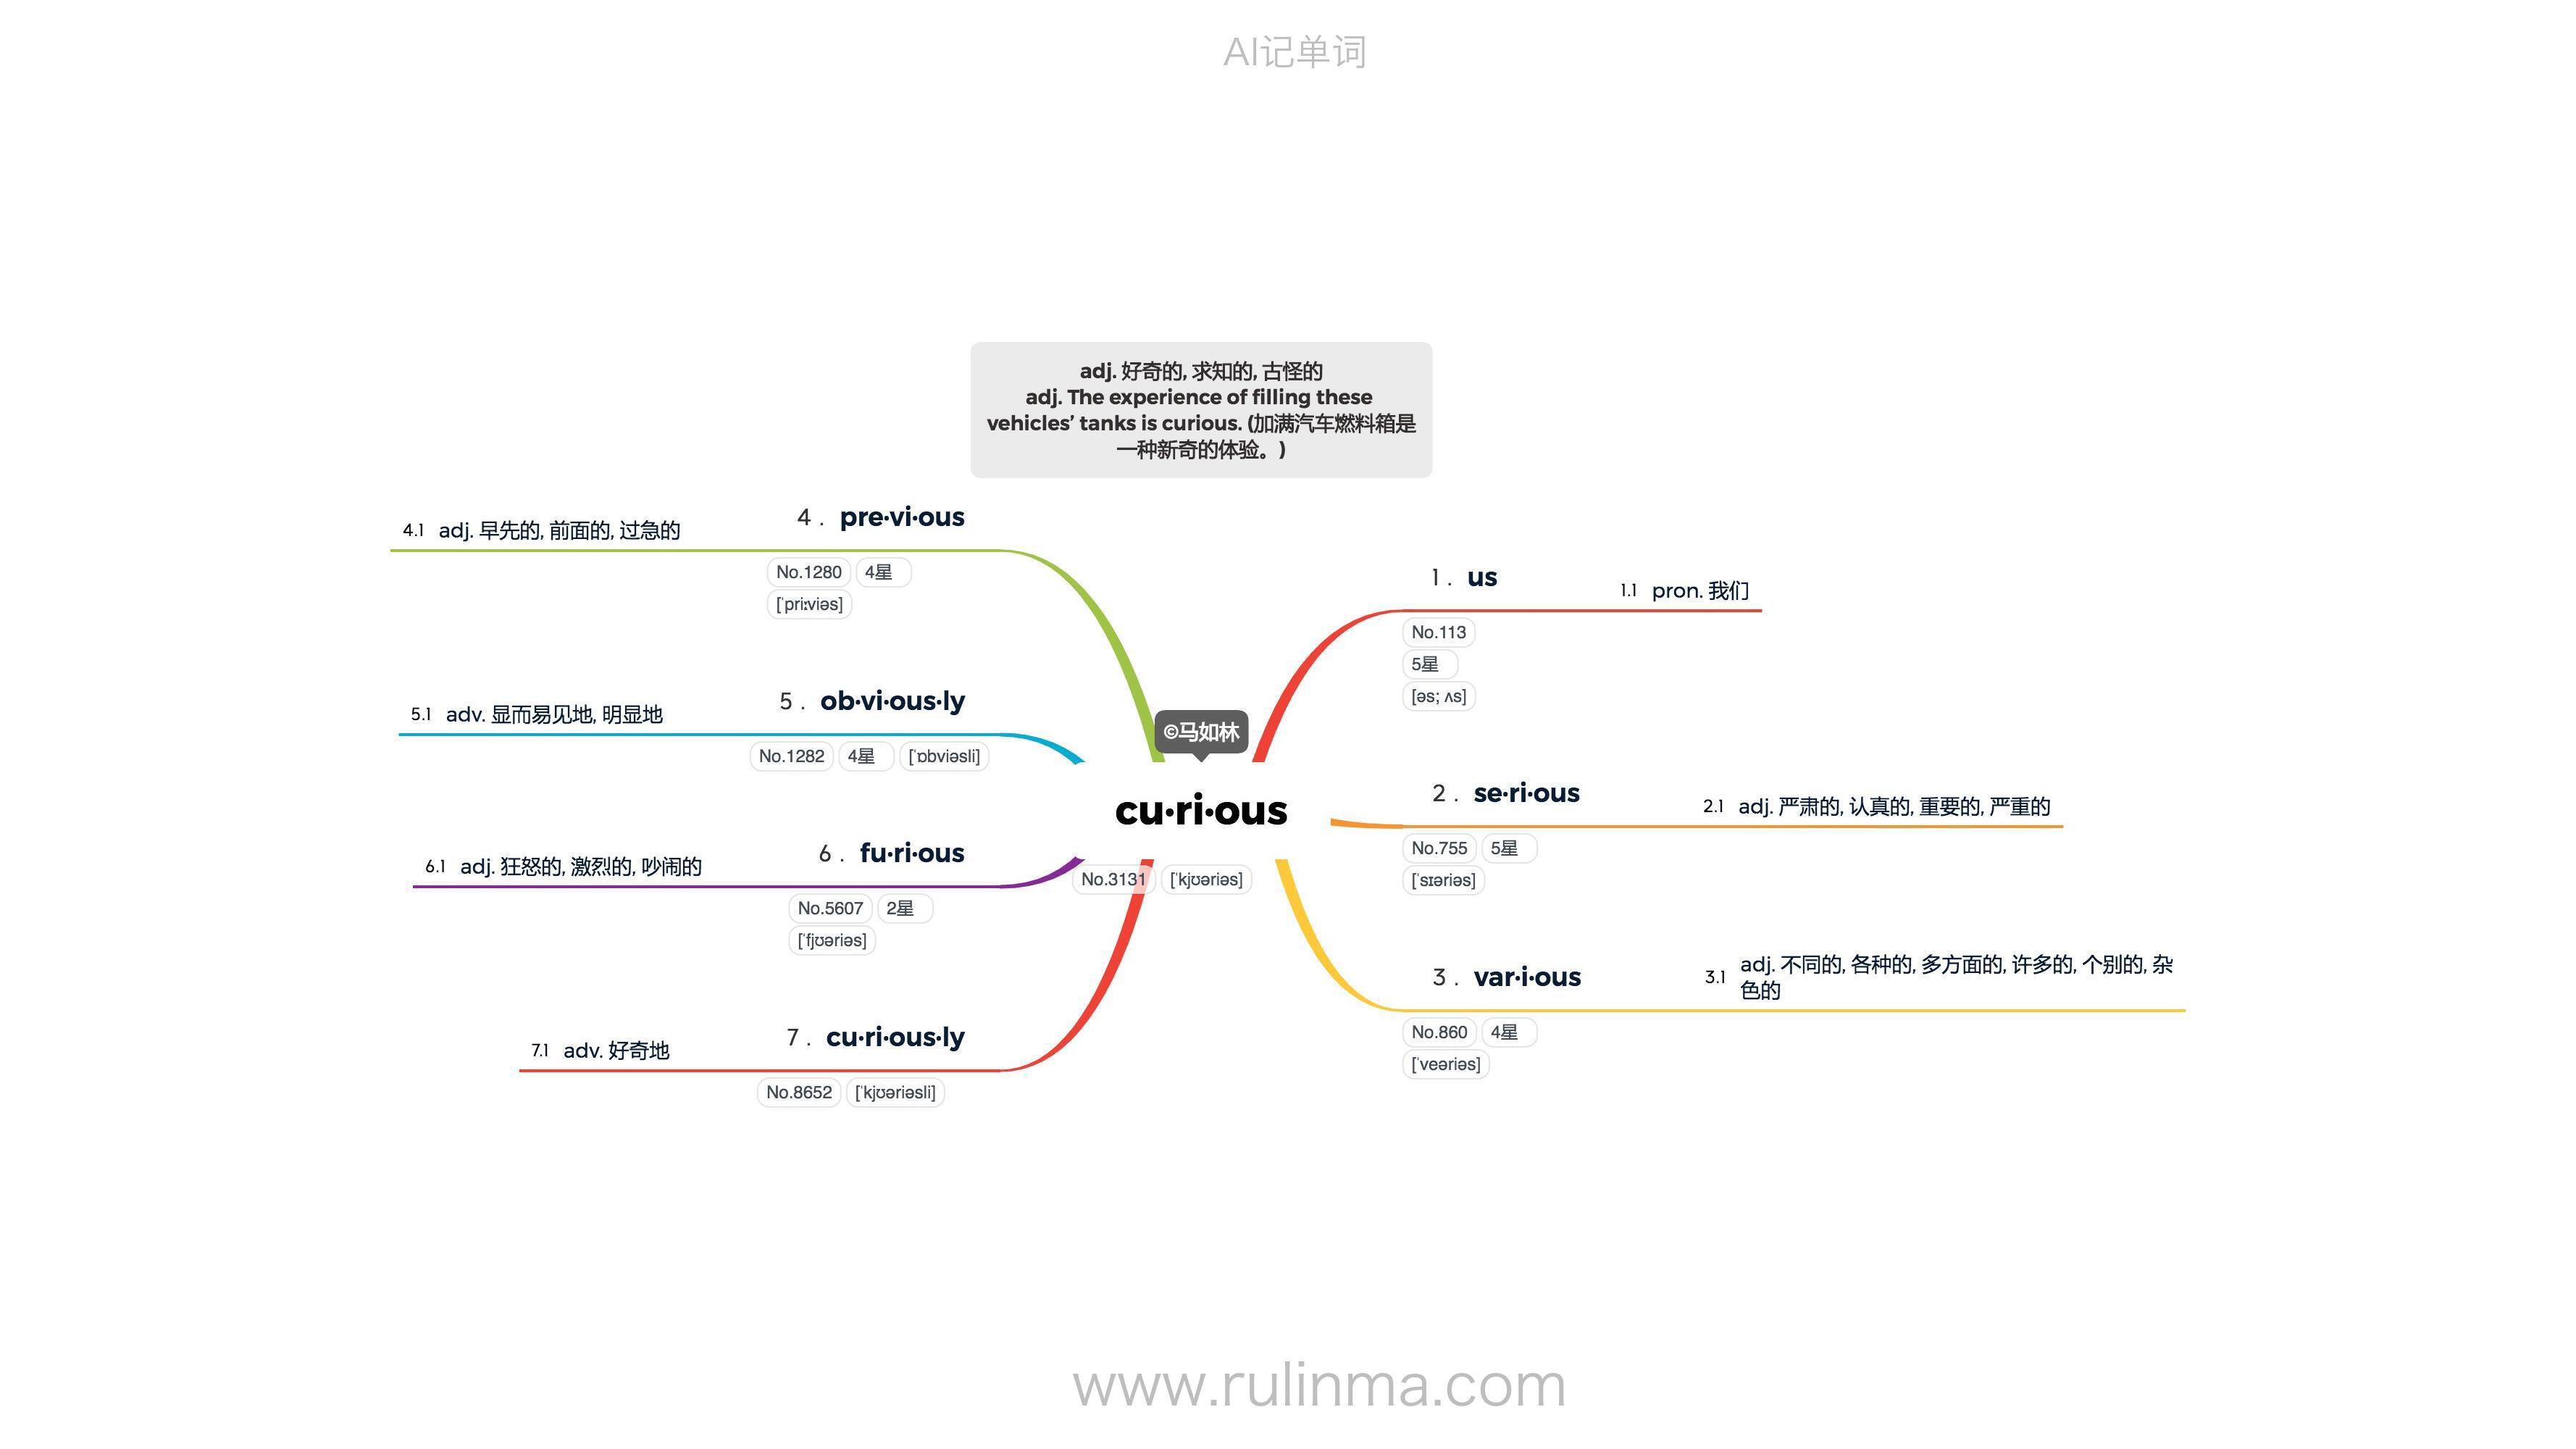 AI记单词
adj. 好奇的, 求知的, 古怪的
adj. The experience of filling these
vehicles’ tanks is curious. (加满汽车燃料箱是
一种新奇的体验。)
©马如林
cu·ri·ous
No.3131 [ˈkjʊəriəs]
1 . us
1.1 pron. 我们
No.113
5星
[əs; ʌs]
2 . se·ri·ous
2.1 adj. 严肃的, 认真的, 重要的, 严重的
No.755 5星
[ˈsɪəriəs]
3 . var·i·ous
3.1 adj. 不同的, 各种的, 多方面的, 许多的, 个别的, 杂
色的
No.860 4星
[ˈveəriəs]
4 . pre·vi·ous
4.1 adj. 早先的, 前面的, 过急的
No.1280 4星
[ˈpriːviəs]
5 . ob·vi·ous·ly
5.1 adv. 显而易见地, 明显地
No.1282 4星 [ˈɒbviəsli]
6 . fu·ri·ous
6.1 adj. 狂怒的, 激烈的, 吵闹的
No.5607 2星
[ˈfjʊəriəs]
7 . cu·ri·ous·ly
7.1 adv. 好奇地
No.8652 [ˈkjʊəriəsli]
www.rulinma.com